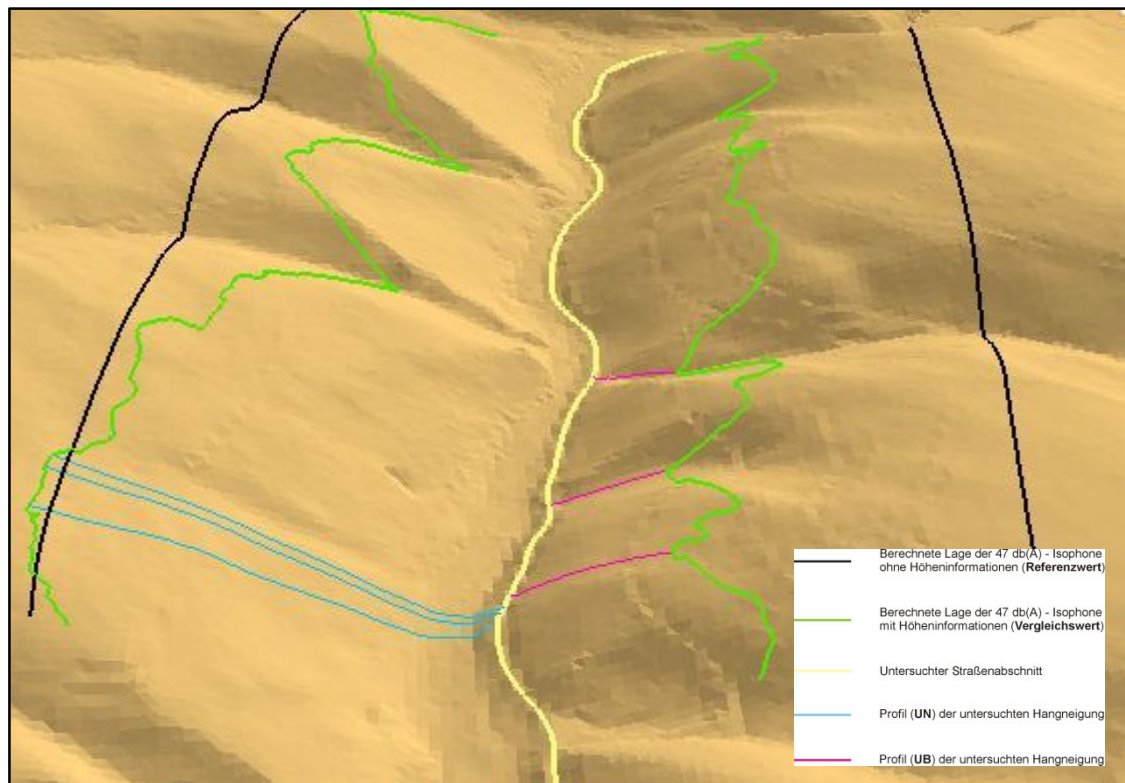 Berechnete Lage der 47 db(A) - Isophone
ohne Höheninformationen (Referenzwert)
Berechnete Lage der 47 db(A) - Isophone
mit Höheninformationen (Vergleichswert)
Untersuchter Straßenabschnitt
Profil (UN) der untersuchten Hangneigung
Profil (UB) der untersuchten Hangneigung